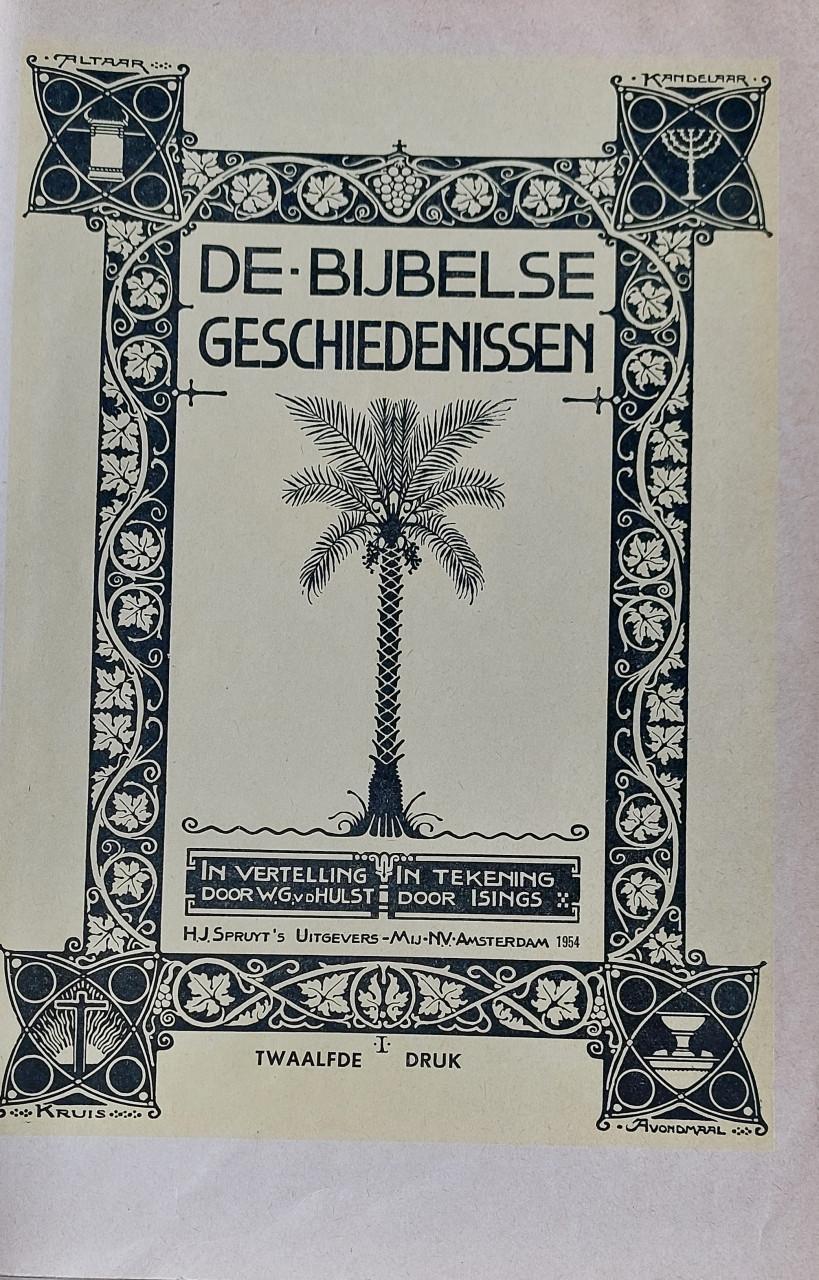 ALTAAR
KANDELAAR
DE·BIJBELSE
GESCHIEDENISSEN
IN VERTELLING
DOOR W.G.v.D HULST
IN TEKENING
DOOR ISINGS
H.J. SPRUYT'S UITGEVERS-MIJ·N.V.·AMSTERDAM 1954
·I·
TWAALFDE DRUK
KRUIS
AVONDMAAL